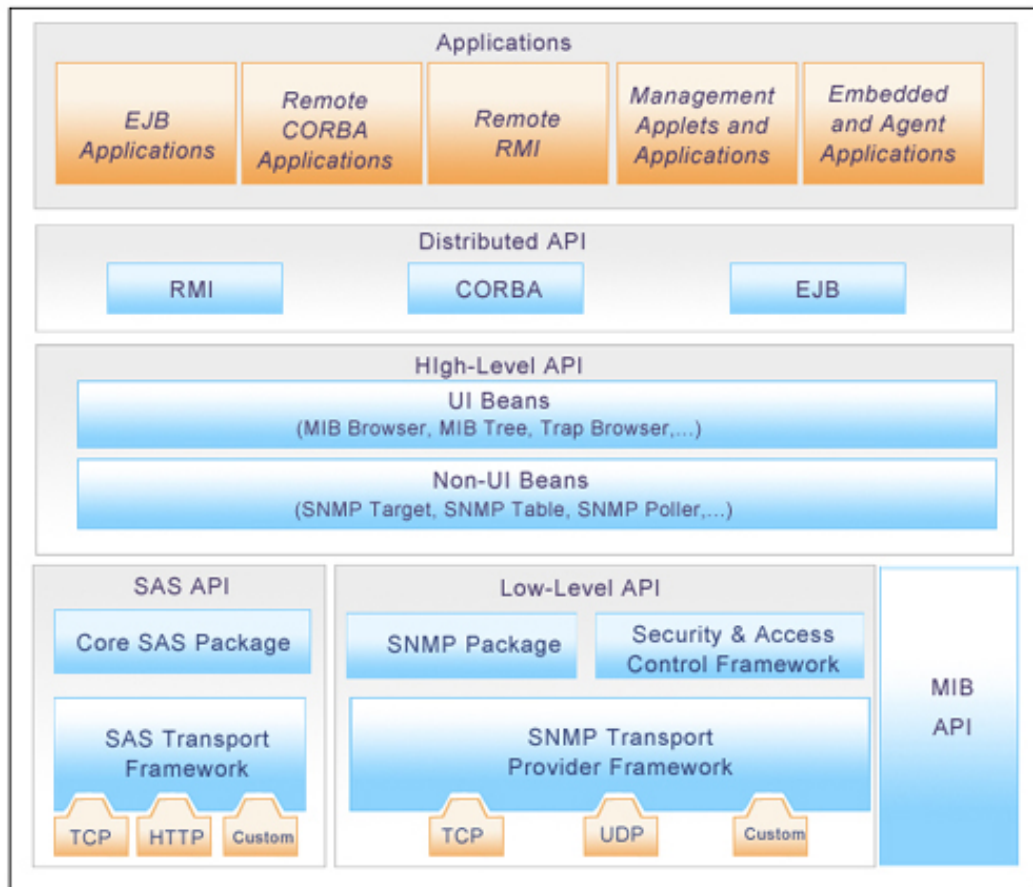 Applications
EJB
Applications
Remote
CORBA
Applications
Remote
RMI
Management
Applets and
Applications
Embedded
and Agent
Applications
Distributed API
RMI
CORBA
EJB
HIgh-Level API
UI Beans
(MIB Browser, MIB Tree, Trap Browser,...)
Non-UI Beans
(SNMP Target, SNMP Table, SNMP Poller,...)
SAS API
Core SAS Package
SAS Transport
Framework
TCP
HTTP
Custom
Low-Level API
SNMP Package
Security & Access
Control Framework
SNMP Transport
Provider Framework
TCP
UDP
Custom
MIB
API